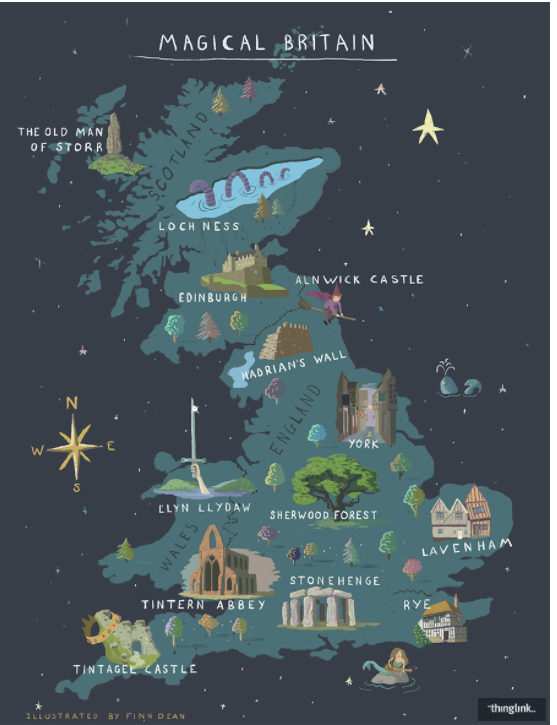 MAGICAL BRITAIN
THE OLD MAN
OF STORR
SCOTLAND
LOCH NESS
ALNWICK CASTLE
EDINBURGH
HADRIAN'S WALL
ENGLAND
N
W
E
S
YORK
LLYN LLYDAW
SHERWOOD FOREST
LAVENHAM
WALES
STONEHENGE
TINTERN ABBEY
RYE
TINTAGEL CASTLE
ILLUSTRATED BY FINN DEAN
thinglink..